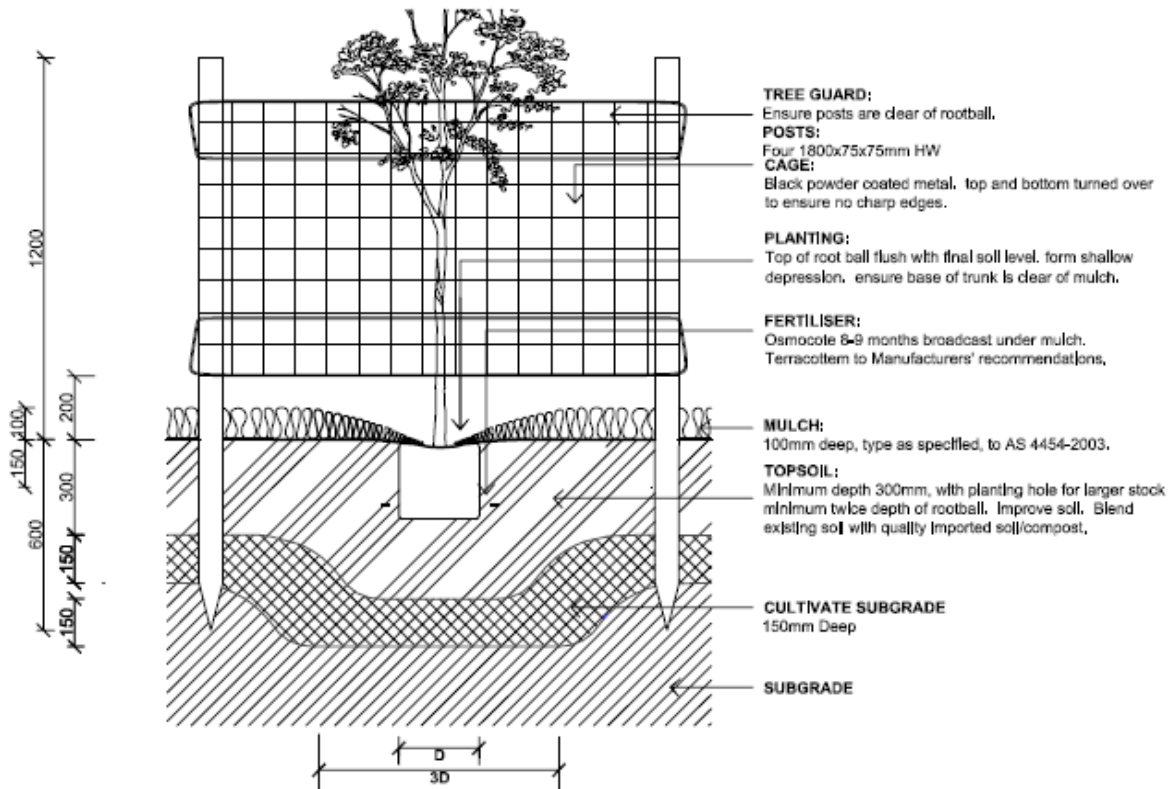 TREE GUARD:
Ensure posts are clear of rootball.
POSTS:
Four 1800x75x75mm HW
CAGE:
Black powder coated metal. top and bottom turned over
to ensure no charp edges.
PLANTING:
Top of root ball flush with final soil level. form shallow
depression. ensure base of trunk is clear of mulch.
FERTILISER:
Osmocote 8-9 months broadcast under mulch.
Terracottem to Manufacturers' recommendations.
MULCH:
100mm deep, type as specified, to AS 4454-2003.
TOPSOIL:
Minimum depth 300mm, with planting hole for larger stock
minimum twice depth of rootball. Improve soil. Blend
existing soil with quality imported soil/compost.
CULTIVATE SUBGRADE
150mm Deep
SUBGRADE
1200
200
100
150
300
600
150
150
D
3D